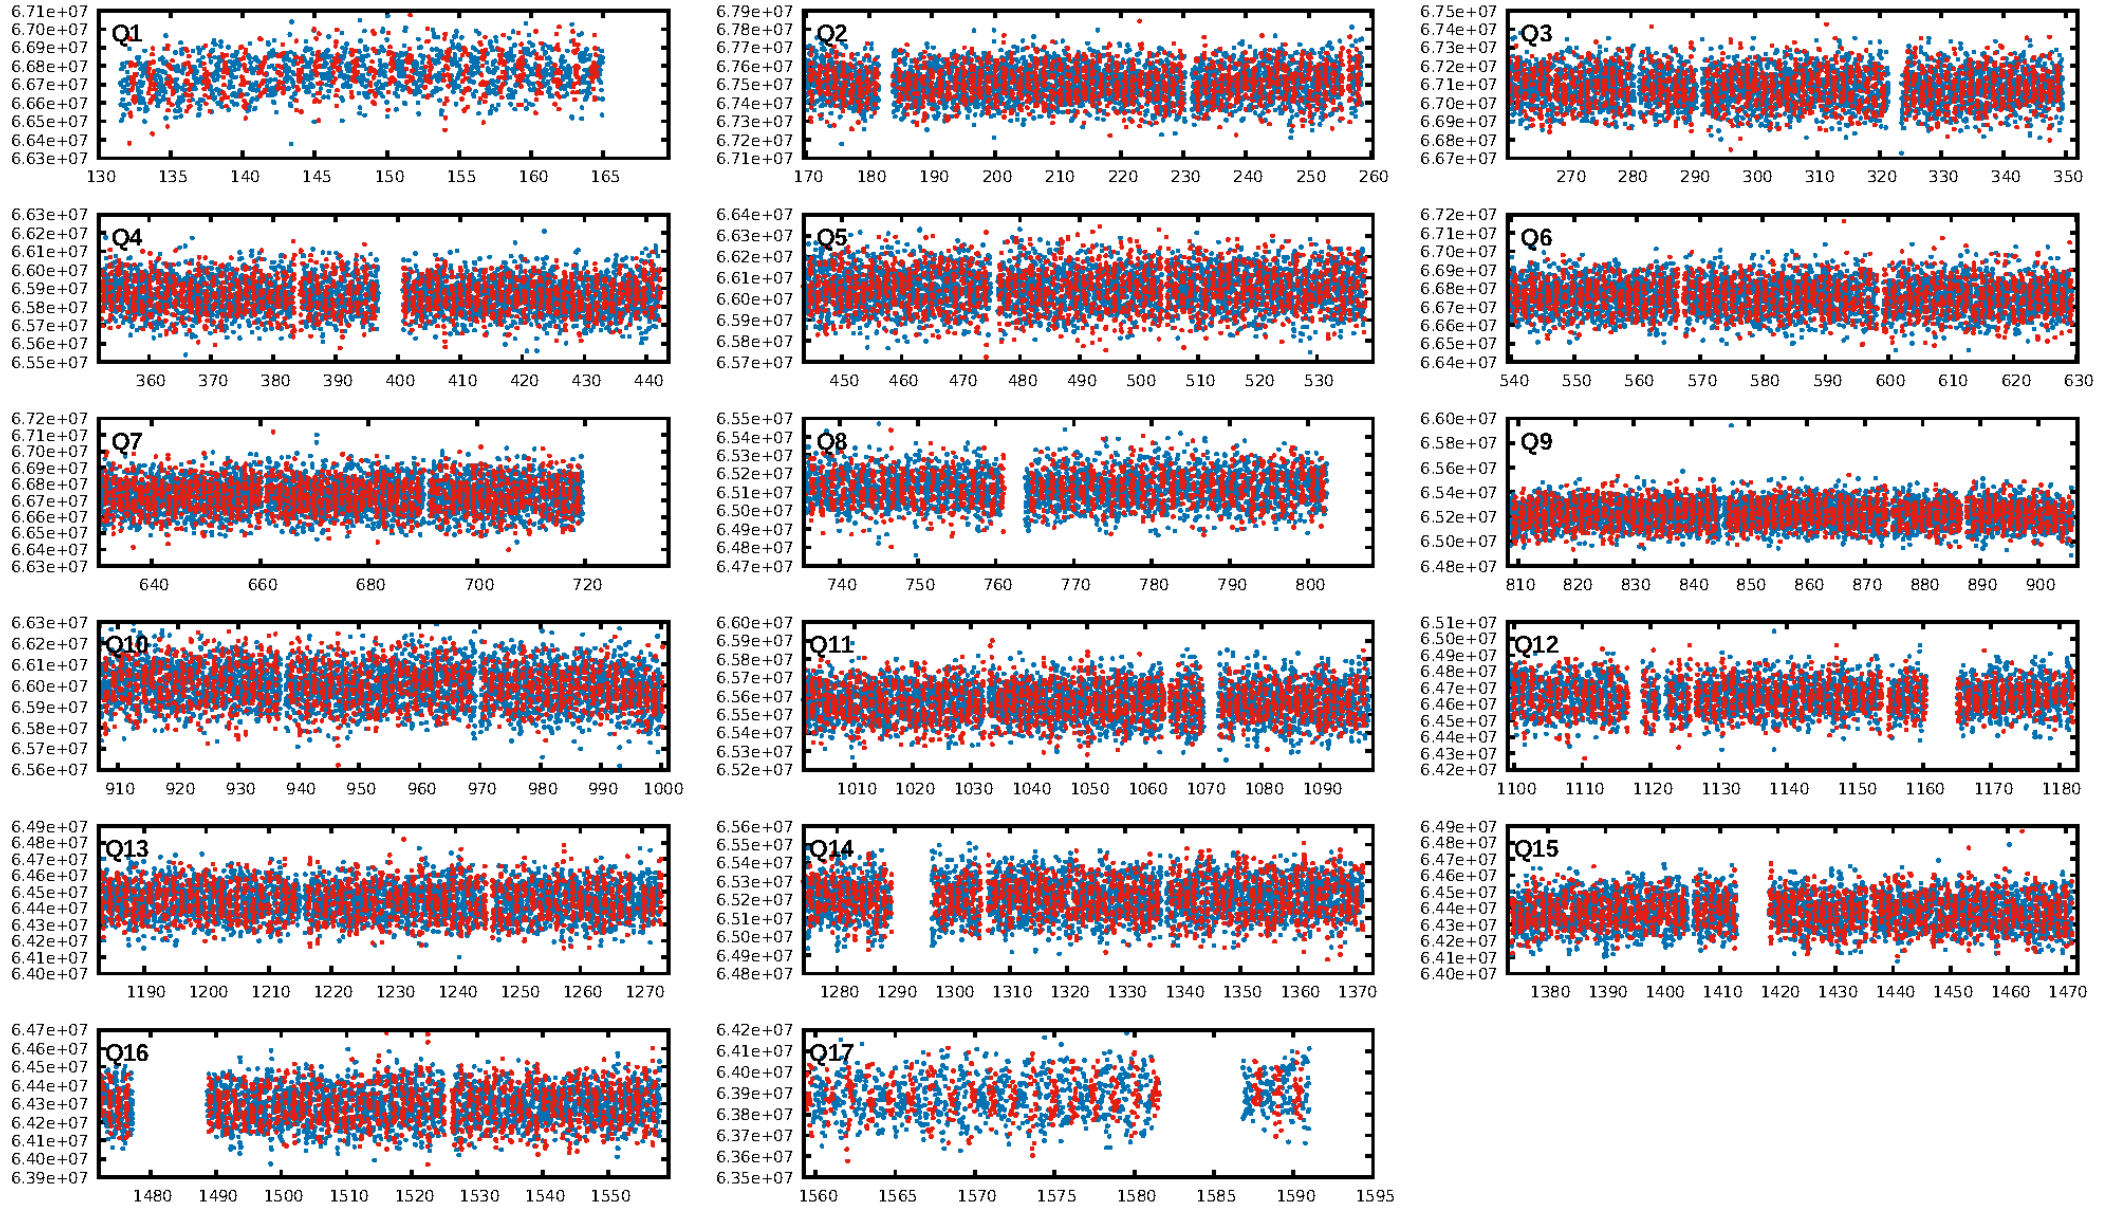 6.71e+07
6.70e+07
6.69e+07
6.68e+07
6.67e+07
6.66e+07
6.65e+07
6.64e+07
6.63e+07
Q1
130 135 140 145 150 155 160 165
6.79e+07
6.78e+07
6.77e+07
6.76e+07
6.75e+07
6.74e+07
6.73e+07
6.72e+07
6.71e+07
Q2
170 180 190 200 210 220 230 240 250 260
6.75e+07
6.74e+07
6.73e+07
6.72e+07
6.71e+07
6.70e+07
6.69e+07
6.68e+07
6.67e+07
Q3
270 280 290 300 310 320 330 340 350
6.63e+07
6.62e+07
6.61e+07
6.60e+07
6.59e+07
6.58e+07
6.57e+07
6.56e+07
6.55e+07
Q4
360 370 380 390 400 410 420 430 440
6.64e+07
6.63e+07
6.62e+07
6.61e+07
6.60e+07
6.59e+07
6.58e+07
6.57e+07
Q5
450 460 470 480 490 500 510 520 530
6.72e+07
6.71e+07
6.70e+07
6.69e+07
6.68e+07
6.67e+07
6.66e+07
6.65e+07
6.64e+07
Q6
540 550 560 570 580 590 600 610 620 630
6.72e+07
6.71e+07
6.70e+07
6.69e+07
6.68e+07
6.67e+07
6.66e+07
6.65e+07
6.64e+07
6.63e+07
Q7
640 660 680 700 720
6.55e+07
6.54e+07
6.53e+07
6.52e+07
6.51e+07
6.50e+07
6.49e+07
6.48e+07
6.47e+07
Q8
740 750 760 770 780 790 800
6.60e+07
6.58e+07
6.56e+07
6.54e+07
6.52e+07
6.50e+07
6.48e+07
Q9
810 820 830 840 850 860 870 880 890 900
6.63e+07
6.62e+07
6.61e+07
6.60e+07
6.59e+07
6.58e+07
6.57e+07
6.56e+07
Q10
910 920 930 940 950 960 970 980 990 1000
6.60e+07
6.59e+07
6.58e+07
6.57e+07
6.56e+07
6.55e+07
6.54e+07
6.53e+07
6.52e+07
Q11
1010 1020 1030 1040 1050 1060 1070 1080 1090
6.51e+07
6.50e+07
6.49e+07
6.48e+07
6.47e+07
6.46e+07
6.45e+07
6.44e+07
6.43e+07
6.42e+07
Q12
1100 1110 1120 1130 1140 1150 1160 1170 1180
6.49e+07
6.48e+07
6.47e+07
6.46e+07
6.45e+07
6.44e+07
6.43e+07
6.42e+07
6.41e+07
6.40e+07
Q13
1190 1200 1210 1220 1230 1240 1250 1260 1270
6.56e+07
6.55e+07
6.54e+07
6.53e+07
6.52e+07
6.51e+07
6.50e+07
6.49e+07
6.48e+07
Q14
1280 1290 1300 1310 1320 1330 1340 1350 1360 1370
6.49e+07
6.48e+07
6.47e+07
6.46e+07
6.45e+07
6.44e+07
6.43e+07
6.42e+07
6.41e+07
6.40e+07
Q15
1380 1390 1400 1410 1420 1430 1440 1450 1460 1470
6.47e+07
6.46e+07
6.45e+07
6.44e+07
6.43e+07
6.42e+07
6.41e+07
6.40e+07
6.39e+07
Q16
1480 1490 1500 1510 1520 1530 1540 1550
6.42e+07
6.41e+07
6.40e+07
6.39e+07
6.38e+07
6.37e+07
6.36e+07
6.35e+07
Q17
1560 1565 1570 1575 1580 1585 1590 1595